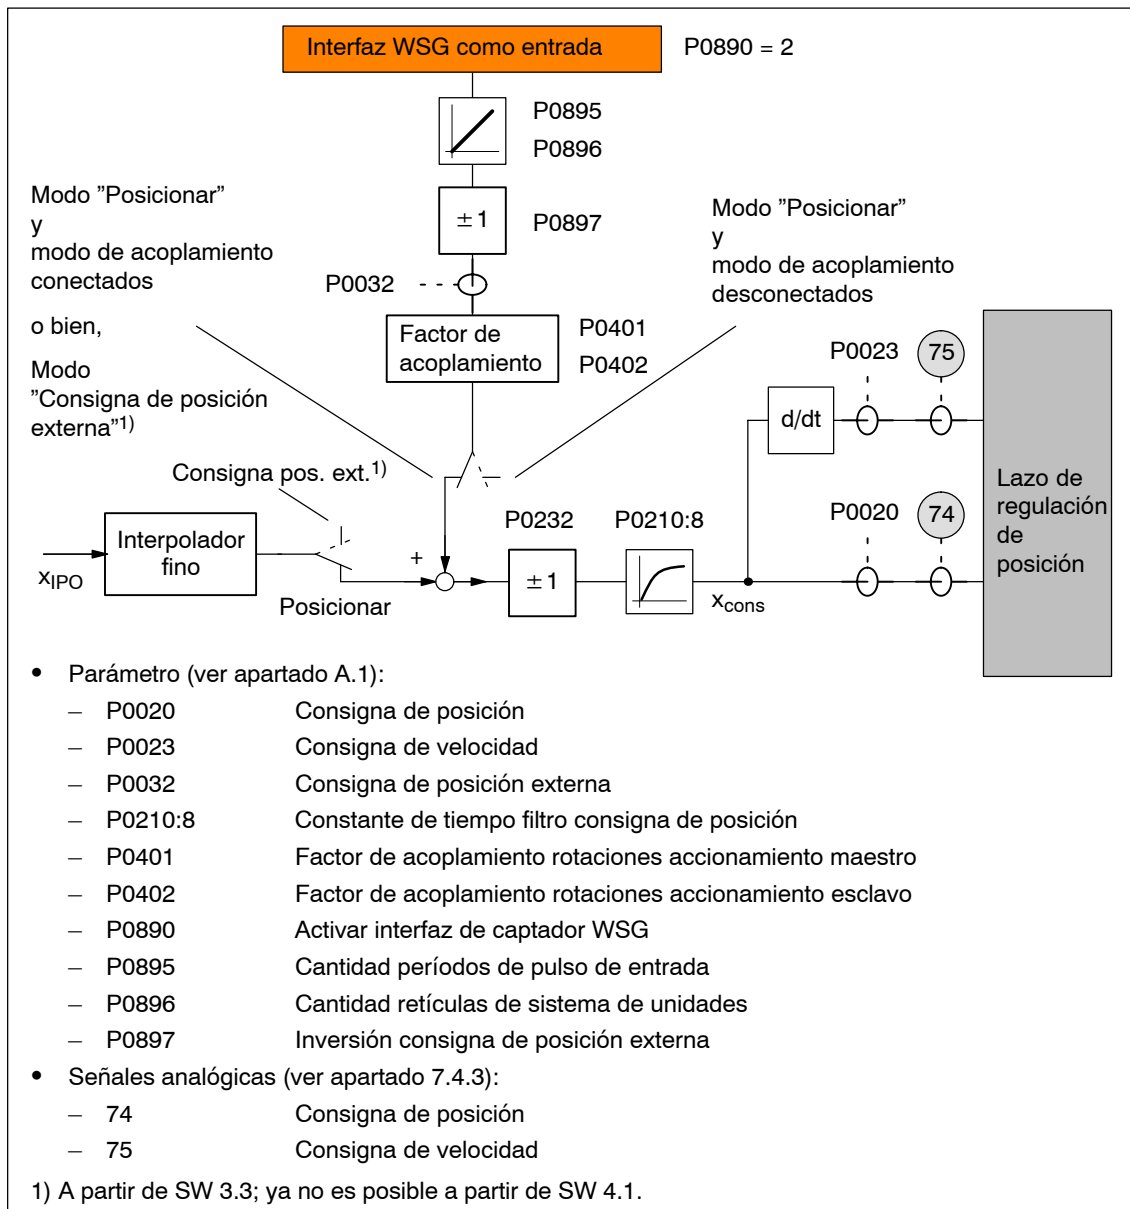 Interfaz WSG como entrada P0890 = 2
P0895
P0896
±1 P0897
P0032
Factor de
acoplamiento
P0401
P0402
Modo ”Posicionar”
y
modo de acoplamiento
conectados
o bien,
Modo
”Consigna de posición
externa”1)
Modo ”Posicionar”
y
modo de acoplamiento
desconectados
Consigna pos. ext.1)
xIPO
Interpolador
fino
Posicionar
+
P0232
±1
P0210:8
xcons
d/dt
P0023 75
P0020 74
Lazo de
regulación
de
posición
• Parámetro (ver apartado A.1):
– P0020 Consigna de posición
– P0023 Consigna de velocidad
– P0032 Consigna de posición externa
– P0210:8 Constante de tiempo filtro consigna de posición
– P0401 Factor de acoplamiento rotaciones accionamiento maestro
– P0402 Factor de acoplamiento rotaciones accionamiento esclavo
– P0890 Activar interfaz de captador WSG
– P0895 Cantidad períodos de pulso de entrada
– P0896 Cantidad retículas de sistema de unidades
– P0897 Inversión consigna de posición externa
• Señales analógicas (ver apartado 7.4.3):
– 74 Consigna de posición
– 75 Consigna de velocidad
1) A partir de SW 3.3; ya no es posible a partir de SW 4.1.